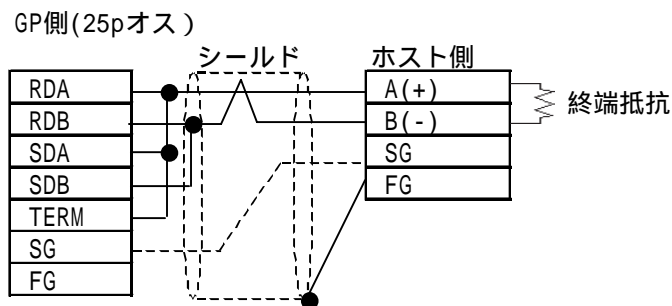 GP側(25pオス)
シールド
ホスト側
RDA
RDB
SDA
SDB
TERM
SG
FG
A(+)
B(-)
SG
FG
終端抵抗